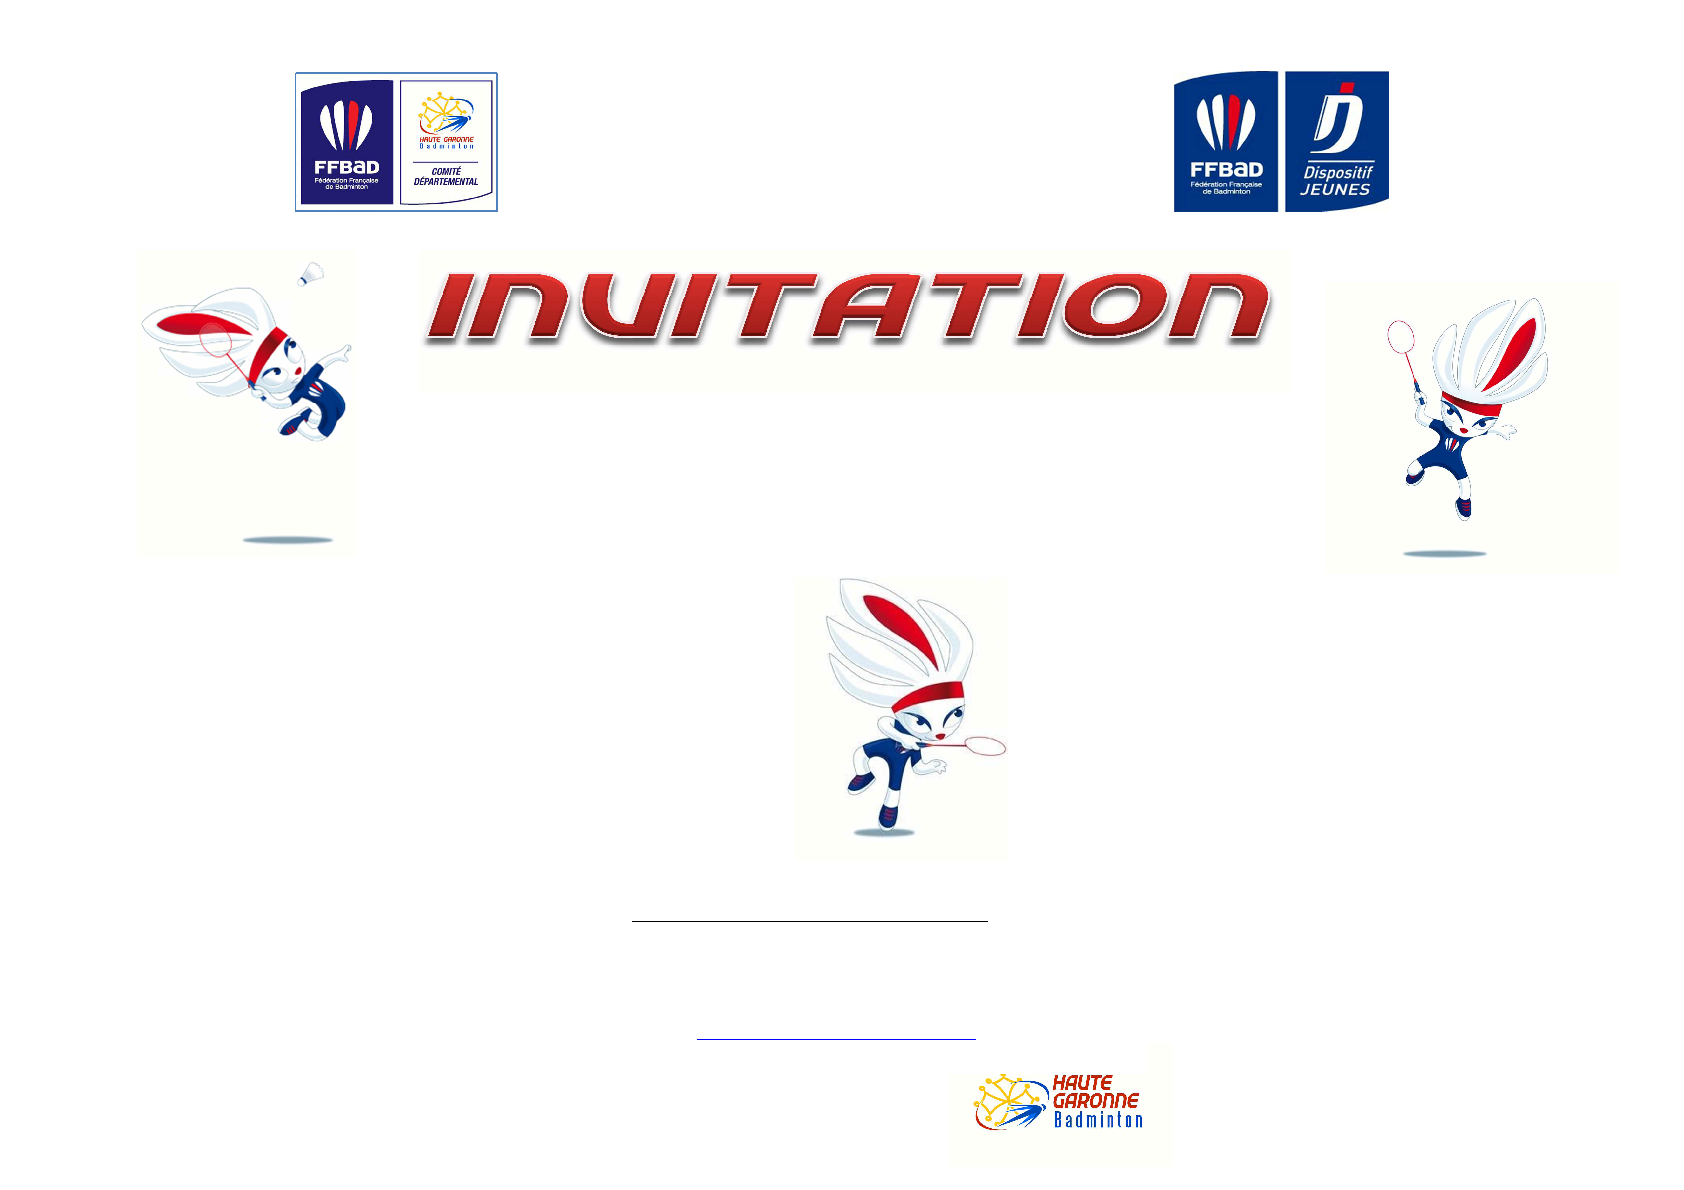 FFBaD
Fédération Française
de Badminton
HAUTE GARONNE
Badminton
COMITÉ
DÉPARTEMENTAL
FFBaD
Fédération Française
de Badminton
Dispositif
JEUNES
INVITATION
HAUTE
GARONNE
Badminton